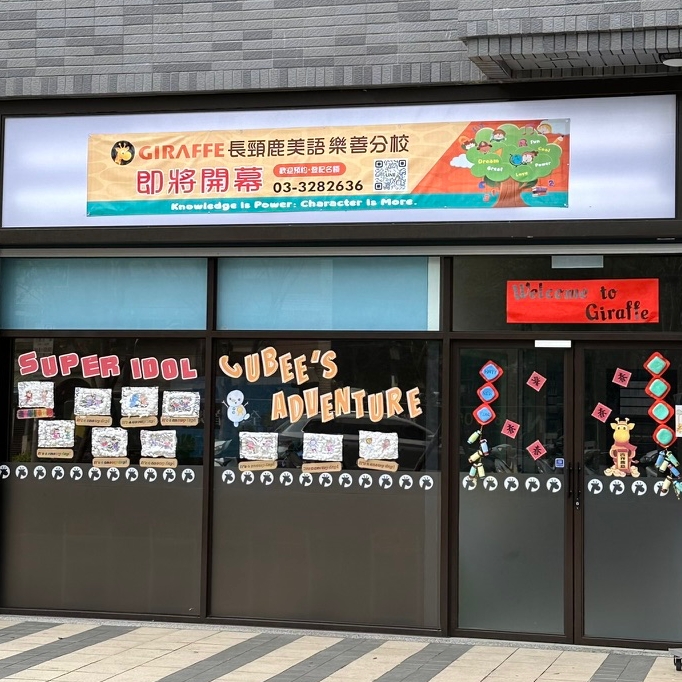 GIRAFFE 長頸鹿美語 樂善分校
即將開幕 歡迎預約・登記名額 03-3282636
Knowledge is Power; Character is More.
Fun
Dream
Cool
Great
Power
Love
Welcome to
Giraffe
SUPER IDOL
CUBEE'S
ADVENTURE